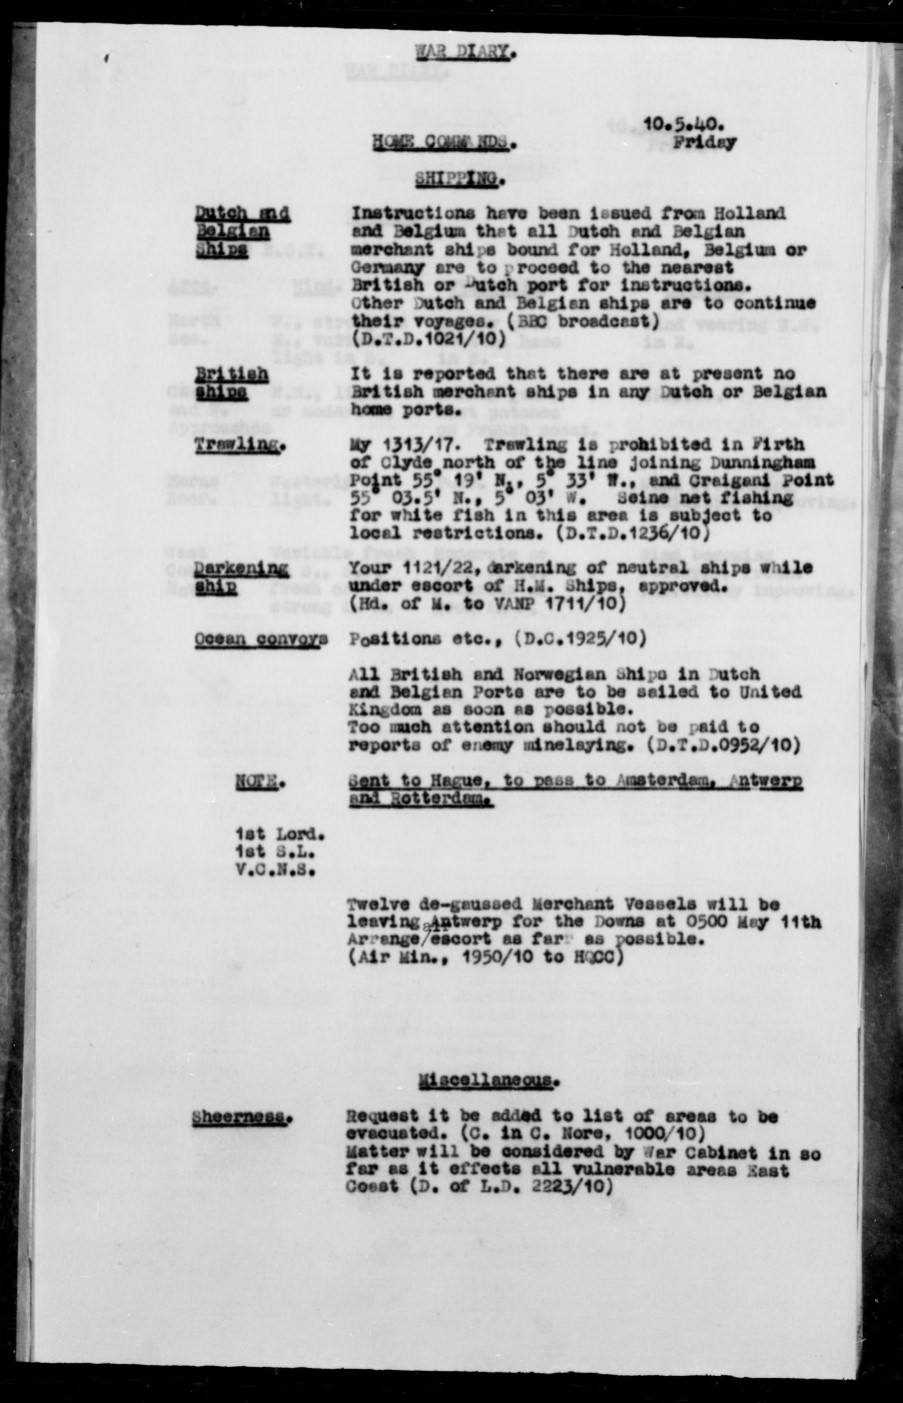 WAR DIARY.
10.5.40.
Friday
HOME COMMANDS.
SHIPPING.
Dutch and
Belgian
Ships
Instructions have been issued from Holland
and Belgium that all Dutch and Belgian
merchant ships bound for Holland, Belgium or
Germany are to proceed to the nearest
British or Dutch port for instructions.
Other Dutch and Belgian ships are to continue
their voyages. (BBC broadcast)
(D.T.D.1021/10)
British
ships
It is reported that there are at present no
British merchant ships in any Dutch or Belgian
home ports.
Trawling.
My 1313/17. Trawling is prohibited in Firth
of Clyde north of the line joining Dunningham
Point 55° 19' N., 5° 33' W., and Craigani Point
55° 03.5' N., 5° 03' W. Seine net fishing
for white fish in this area is subject to
local restrictions. (D.T.D.1236/10)
Darkening
ship
Your 1121/22, darkening of neutral ships while
under escort of H.M. Ships, approved.
(Hd. of M. to VANP 1711/10)
Ocean convoys
Positions etc., (D.C.1925/10)
All British and Norwegian Ships in Dutch
and Belgian Ports are to be sailed to United
Kingdom as soon as possible.
Too much attention should not be paid to
reports of enemy minelaying. (D.T.D.0952/10)
NOTE.
Sent to Hague, to pass to Amsterdam, Antwerp
and Rotterdam.
1st Lord.
1st S.L.
V.C.N.S.
Twelve de-gaussed Merchant Vessels will be
leaving Antwerp for the Downs at 0500 May 11th
Arrange/air escort as far as possible.
(Air Min., 1950/10 to HQCC)
Miscellaneous.
Sheerness.
Request it be added to list of areas to be
evacuated. (C. in C. Nore, 1000/10)
Matter will be considered by War Cabinet in so
far as it effects all vulnerable areas East
Coast (D. of L.D. 2223/10)